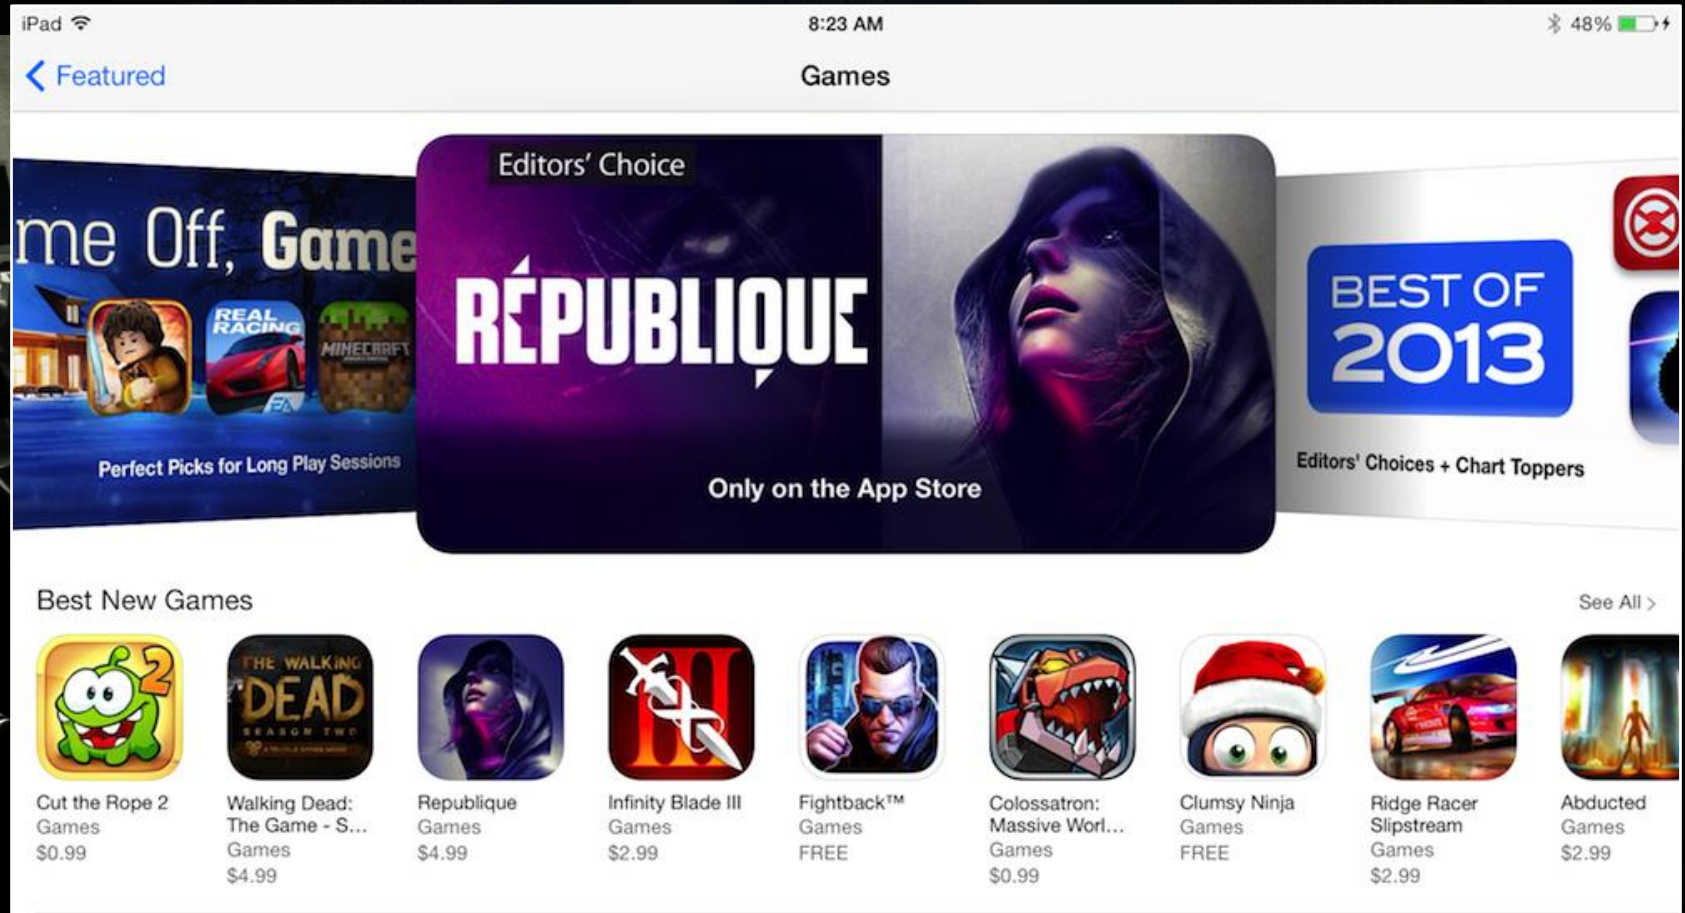 iPad
8:23 AM
48%
Featured
Games
me Off, Game
REAL
RACING
EA
MINECRAFT
Perfect Picks for Long Play Sessions
Editors' Choice
RÉPUBLIQUE
Only on the App Store
BEST OF
2013
Editors' Choices + Chart Toppers
Best New Games
See All >
2
THE WALKING
DEAD
SEASON TWO
III
Cut the Rope 2
Games
$0.99
Walking Dead:
The Game - S...
Games
$4.99
Republique
Games
$4.99
Infinity Blade III
Games
$2.99
Fightback™
Games
FREE
Colossatron:
Massive Worl...
Games
$0.99
Clumsy Ninja
Games
FREE
Ridge Racer
Slipstream
Games
$2.99
Abducted
Games
$2.99